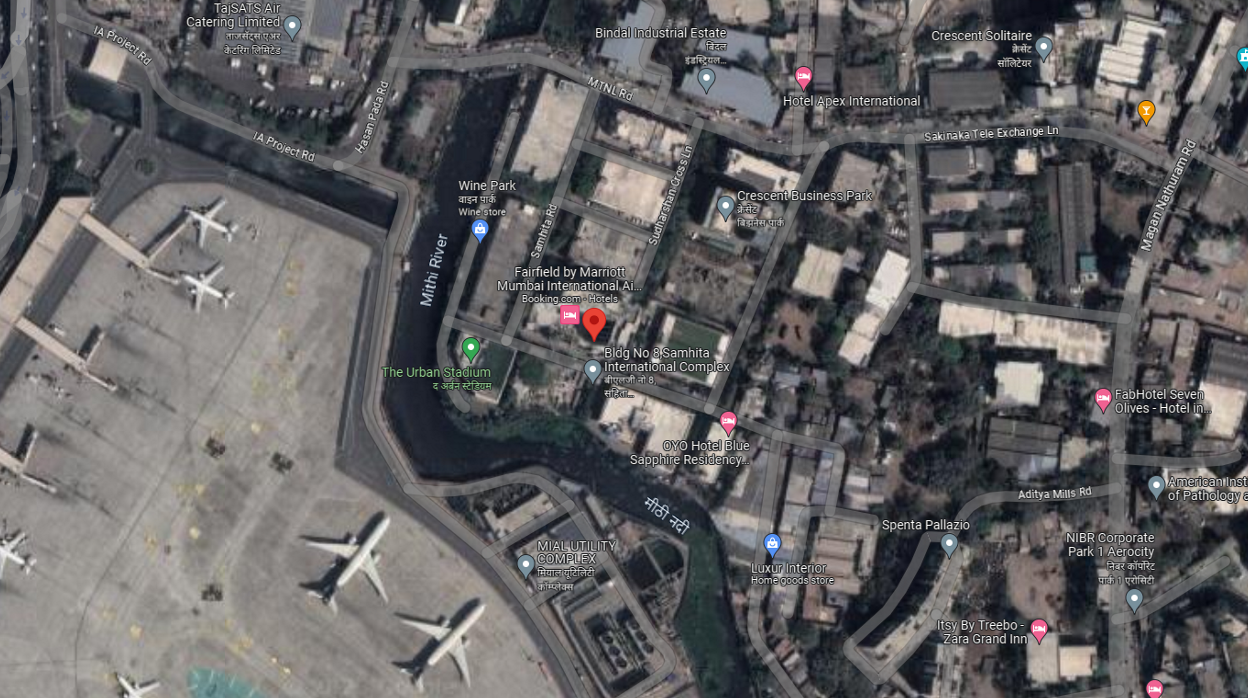 TajSATS Air
Catering Limited
ताजसॅट्स एअर
केटरिंग लिमिटेड
IA Project Rd
IA Project Rd
Hasan Pada Rd
MTNL Rd
Bindal Industrial Estate
बिंदल
इंडस्ट्रियल...
Hotel Apex International
Crescent Solitaire
क्रेसेंट
सॉलिटेयर
Sakinaka Tele Exchange Ln
Magan Nathuram Rd
Wine Park
वाइन पार्क
Wine store
Mithi River
Samhita Rd
Sudharshan Cross Ln
Crescent Business Park
क्रेसेंट
बिझनेस पार्क
Fairfield by Marriott
Mumbai International Ai...
Booking.com · Hotels
The Urban Stadium
द अर्बन स्टेडियम
Bldg No 8 Samhita
International Complex
बीएलजी नो 8,
संहिता...
OYO Hotel Blue
Sapphire Residency...
FabHotel Seven
Olives - Hotel in...
American Inst
of Pathology a
Aditya Mills Rd
मीठी नदी
Spenta Pallazio
NIBR Corporate
Park 1 Aerocity
निबर कॉर्पोरेट
पार्क 1 एरोसिटी
MIAL UTILITY
COMPLEX
मियाल यूटिलिटी
कॉम्प्लेक्स
Luxur Interior
Home goods store
Itsy By Treebo -
Zara Grand Inn